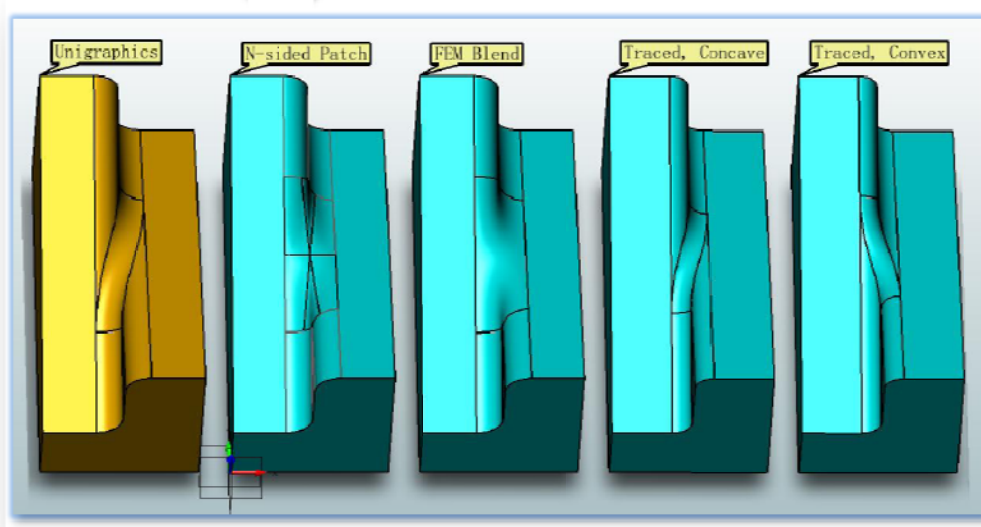 Unigraphics
N-sided Patch
FEM Blend
Traced, Concave
Traced, Convex